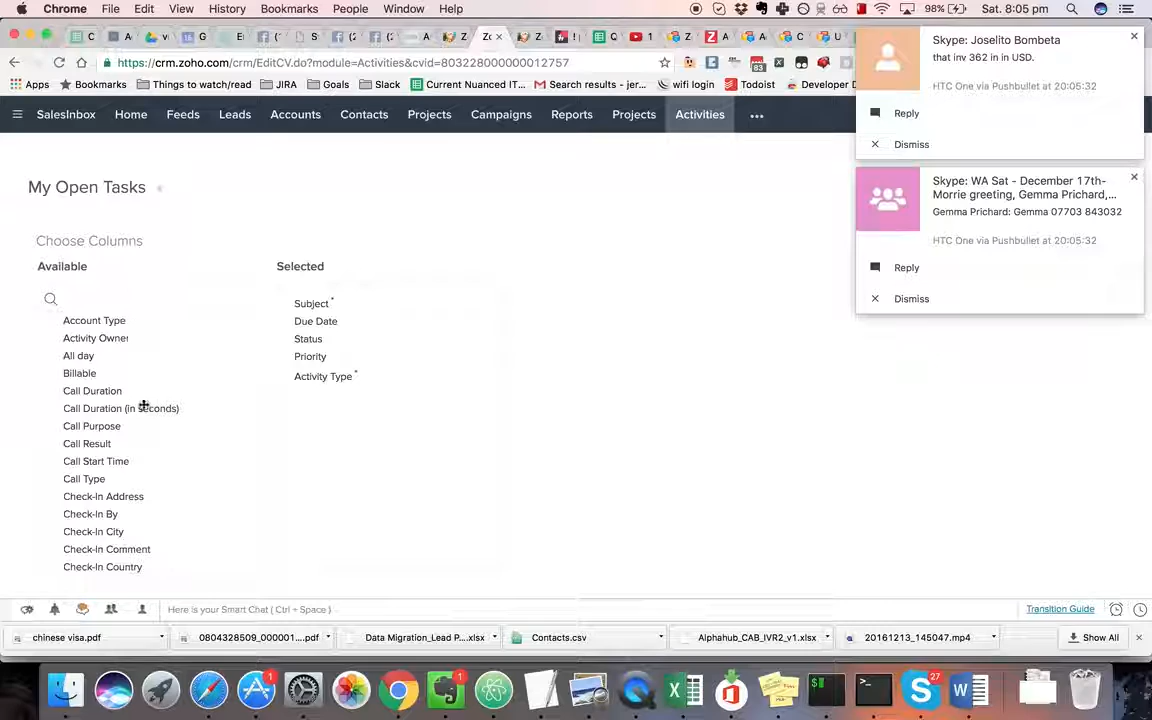 Chrome File Edit View History Bookmarks People Window Help 98% Sat. 8:05 pm
https://crm.zoho.com/crm/EditCV.do?module=Activities&cvid=803228000000012757
Apps Bookmarks Things to watch/read JIRA Goals Slack Current Nuanced IT... Search results - jer... wifi login Todoist Developer
SalesInbox Home Feeds Leads Accounts Contacts Projects Campaigns Reports Projects Activities •••
Skype: Joselito Bombeta
that inv 362 in in USD.
HTC One via Pushbullet at 20:05:32
Reply
Dismiss
Skype: WA Sat - December 17th-
Morrie greeting, Gemma Prichard,...
Gemma Prichard: Gemma 07703 843032
HTC One via Pushbullet at 20:05:32
Reply
Dismiss
My Open Tasks
Choose Columns
Available
Account Type
Activity Owner
All day
Billable
Call Duration
Call Duration (in seconds)
Call Purpose
Call Result
Call Start Time
Call Type
Check-In Address
Check-In By
Check-In City
Check-In Comment
Check-In Country
Selected
Subject *
Due Date
Status
Priority
Activity Type *
Here is your Smart Chat ( Ctrl + Space ) Transition Guide
chinese visa.pdf 0804328509_000001....pdf Data Migration_Lead P....xlsx Contacts.csv Alphahub_CAB_IVR2_v1.xlsx 20161213_145047.mp4 Show All
1 1 27